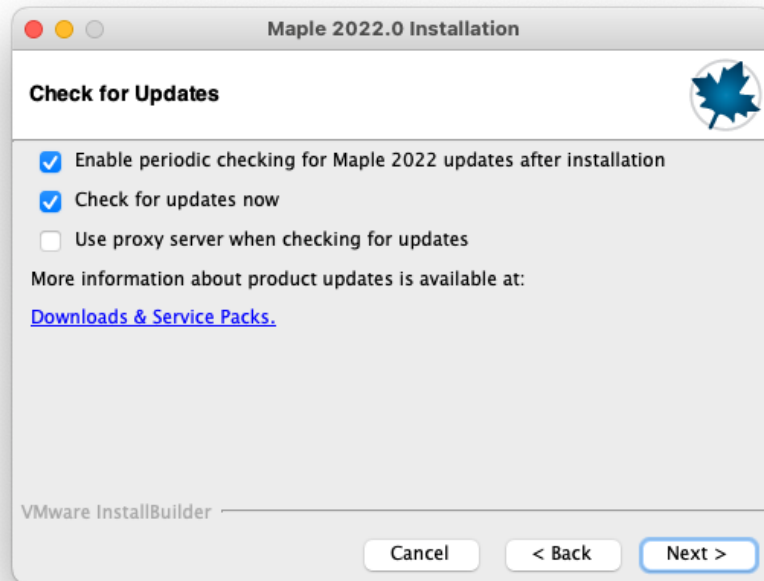 Maple 2022.0 Installation
Check for Updates
Enable periodic checking for Maple 2022 updates after installation
Check for updates now
Use proxy server when checking for updates
More information about product updates is available at:
Downloads & Service Packs.
VMware InstallBuilder
Cancel
< Back
Next >